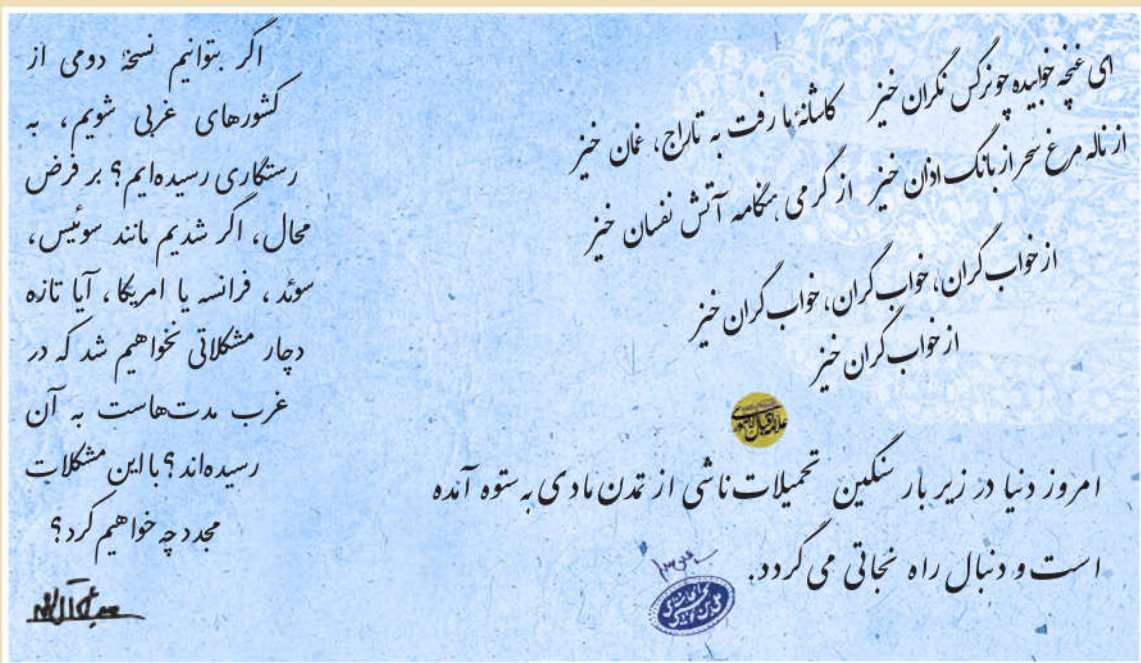 ای غنچهٔ خوابیده چو نرگس نگران خیز کاشانهٔ ما رفت به تاراج، غمان خیز
از ناله مرغ سحر از بانگ اذان خیز از گرمی هنگامه آتش نفسان خیز
از خواب گران، خواب گران، خواب گران خیز
از خواب گران خیز
علامه اقبال لاهوری
امروز دنیا در زیر بار سنگین تحمیلات ناشی از تمدن مادی به ستوه آمده
است و دنبال راه نجاتی می گردد.
اگر بتوانیم نسخهٔ دومی از
کشورهای غربی شویم، به
رستگاری رسیده‌ایم؟ بر فرض
محال، اگر شدیم مانند سوئیس،
سوئد، فرانسه یا امریکا، آیا تازه
دچار مشکلاتی نخواهیم شد که در
غرب مدت‌هاست به آن
رسیده‌اند؟ با این مشکلات
مجدد چه خواهیم کرد؟